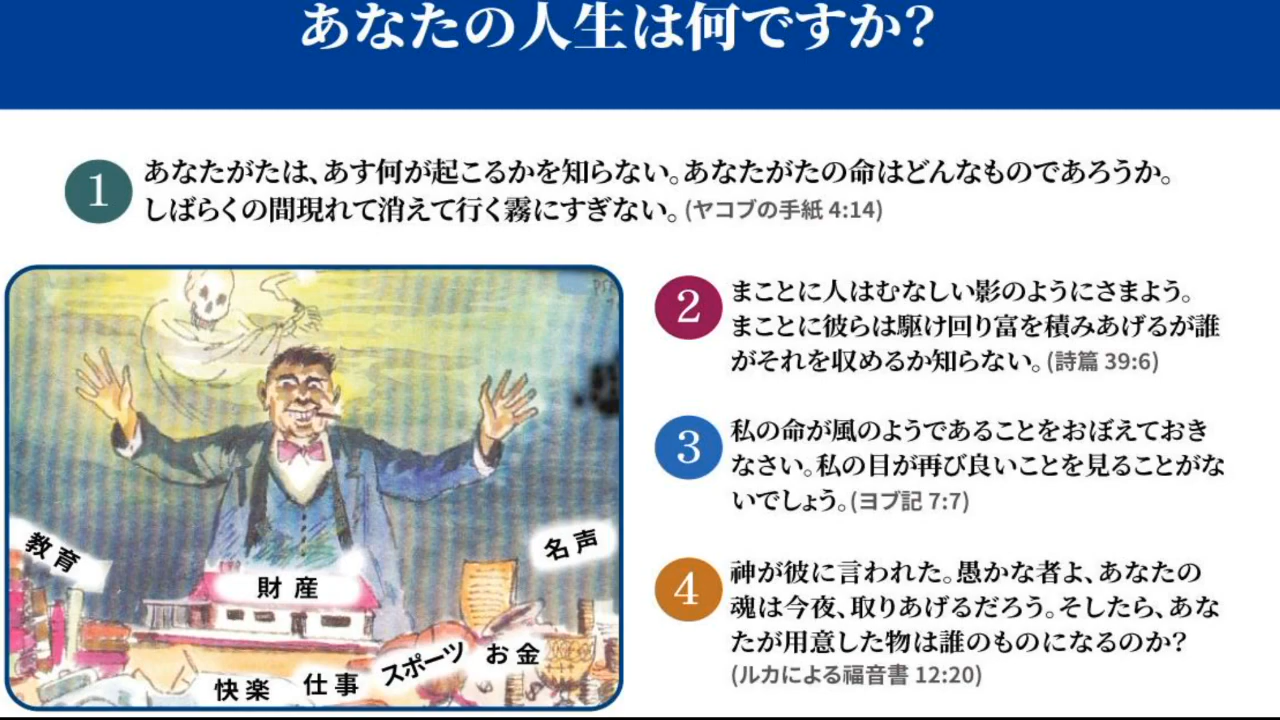 あなたの人生は何ですか?
1
あなたがたは、あす何が起こるかを知らない。あなたがたの命はどんなものであろうか。
しばらくの間現れて消えて行く霧にすぎない。(ヤコブの手紙 4:14)
2
まことに人はむなしい影のようにさまよう。
まことに彼らは駆け回り富を積みあげるが誰
がそれを収めるか知らない。(詩篇 39:6)
3
私の命が風のようであることをおぼえておき
なさい。私の目が再び良いことを見ることがな
いでしょう。(ヨブ記 7:7)
4
神が彼に言われた。愚かな者よ、あなたの
魂は今夜、取りあげるだろう。そしたら、あな
たが用意した物は誰のものになるのか?
(ルカによる福音書 12:20)
教育
名声
財産
スポーツ
お金
仕事
快楽